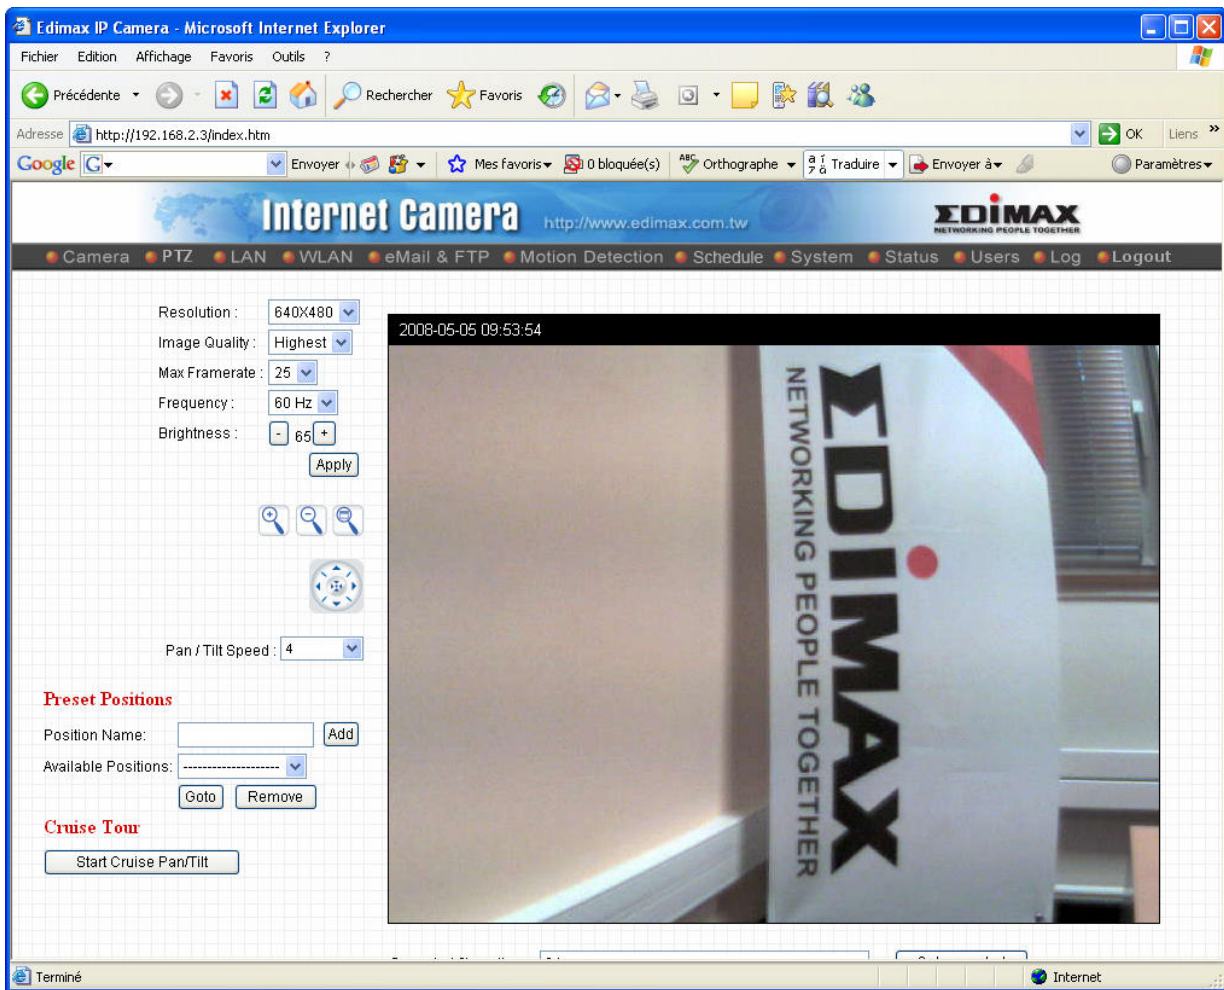 Edimax IP Camera - Microsoft Internet Explorer
Fichier Edition Affichage Favoris Outils ?
Précédente Rechercher Favoris
Adresse http://192.168.2.3/index.htm OK Liens »
Google G Envoyer Mes favoris 0 bloquée(s) ABC Orthographe Traduire Envoyer à Paramètres
Internet Camera http://www.edimax.com.tw EDiMAX
NETWORKING PEOPLE TOGETHER
Camera PTZ LAN WLAN eMail & FTP Motion Detection Schedule System Status Users Log Logout
Resolution : 640X480
Image Quality : Highest
Max Framerate : 25
Frequency : 60 Hz
Brightness : - 65 +
Apply
Pan / Tilt Speed : 4
Preset Positions
Position Name: Add
Available Positions: --------------------
Goto Remove
Cruise Tour
Start Cruise Pan/Tilt
2008-05-05 09:53:54
EDiMAX
NETWORKING PEOPLE TOGETHER
Terminé Internet